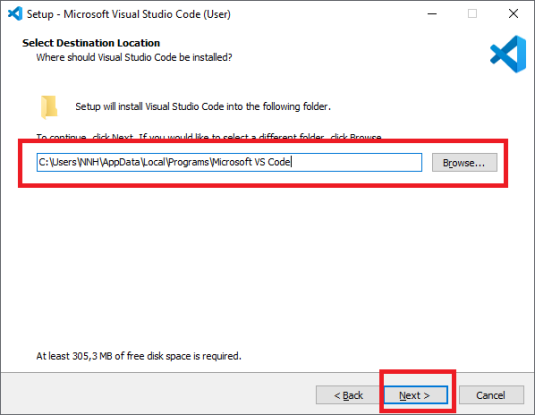 Setup - Microsoft Visual Studio Code (User)
Select Destination Location
Where should Visual Studio Code be installed?
Setup will install Visual Studio Code into the following folder.
To continue, click Next. If you would like to select a different folder, click Browse.
C:\Users\NNH\AppData\Local\Programs\Microsoft VS Code
Browse...
At least 305,3 MB of free disk space is required.
< Back
Next >
Cancel